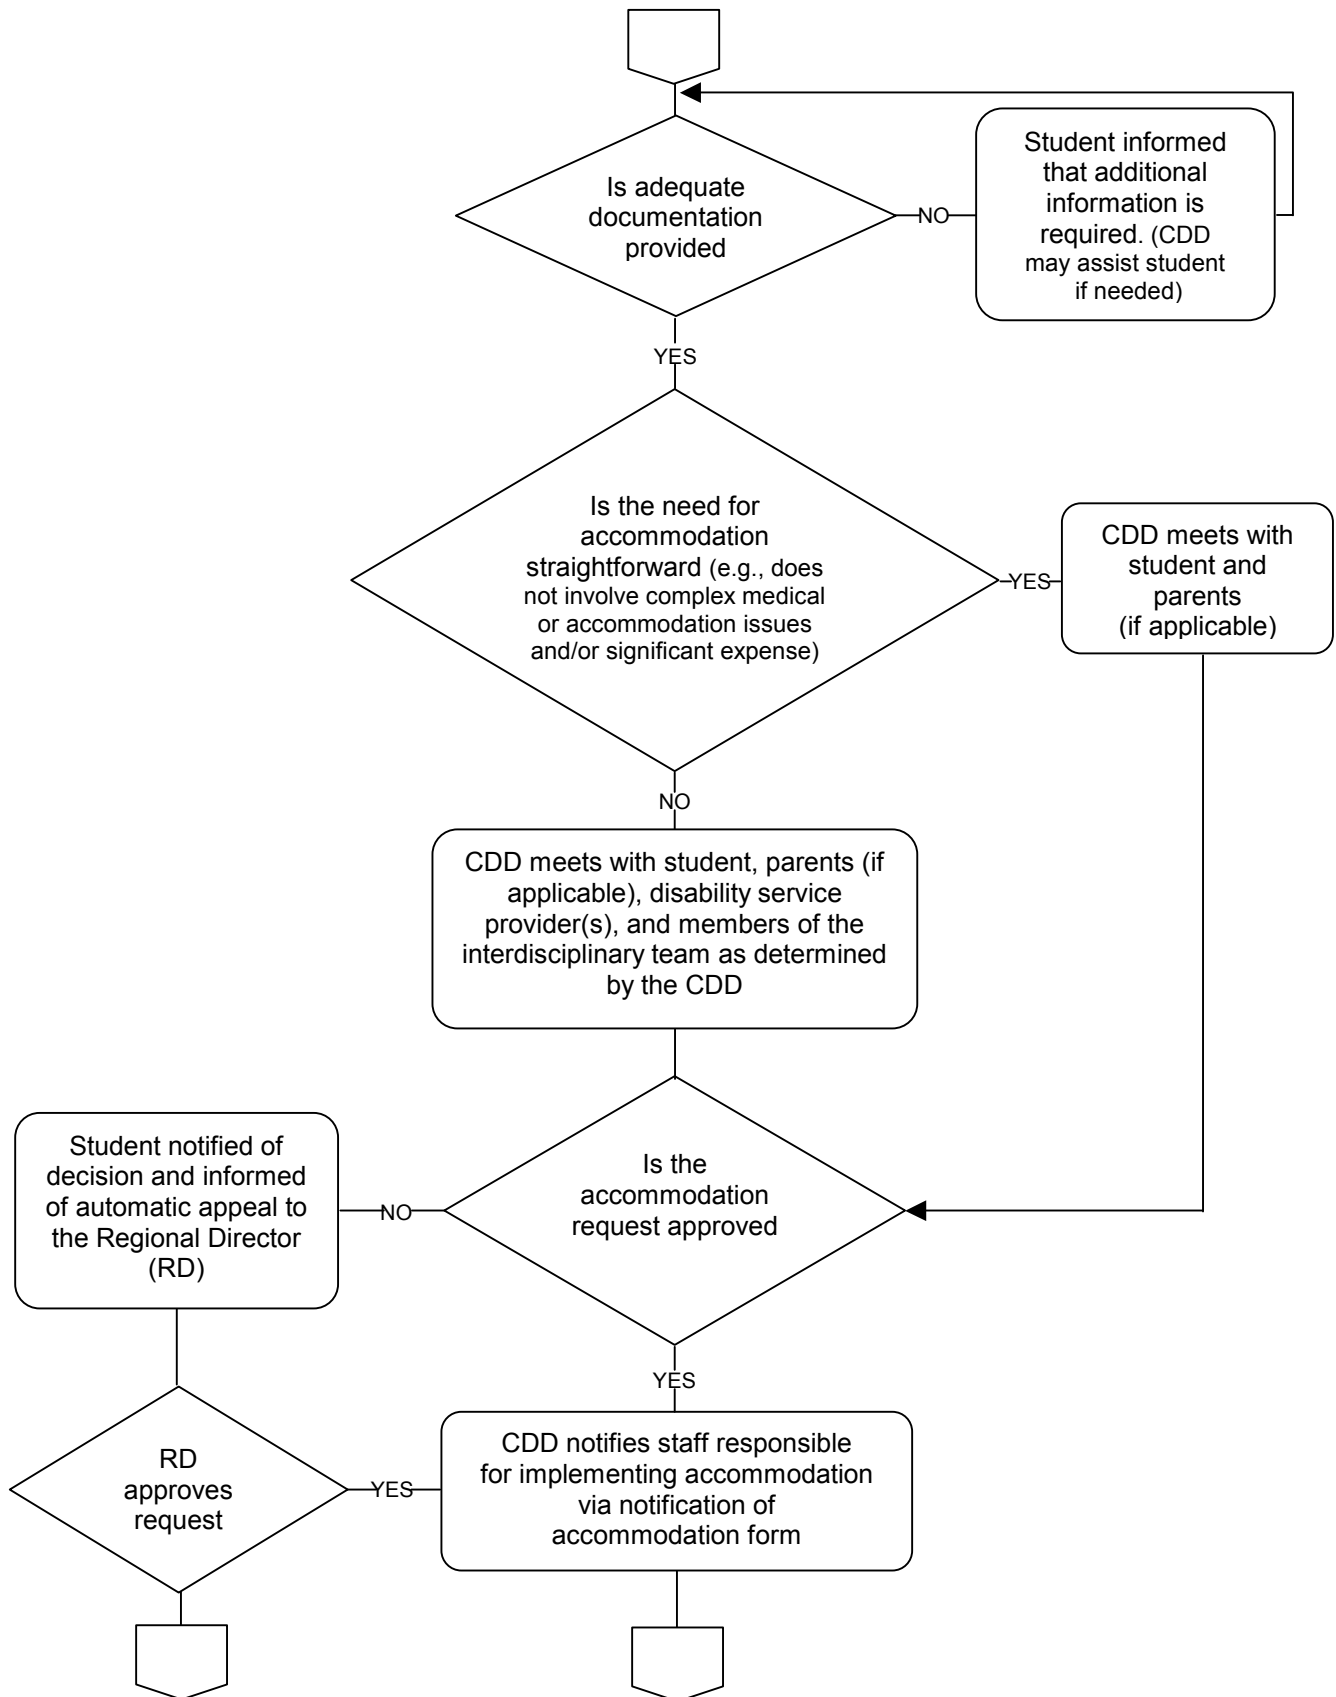 Is adequate
documentation
provided
NO
Student informed
that additional
information is
required. (CDD
may assist student
if needed)
YES
Is the need for
accommodation
straightforward (e.g., does
not involve complex medical
or accommodation issues
and/or significant expense)
YES
CDD meets with
student and
parents
(if applicable)
NO
CDD meets with student, parents (if
applicable), disability service
provider(s), and members of the
interdisciplinary team as determined
by the CDD
Is the
accommodation
request approved
NO
Student notified of
decision and informed
of automatic appeal to
the Regional Director
(RD)
YES
RD
approves
request
YES
CDD notifies staff responsible
for implementing accommodation
via notification of
accommodation form